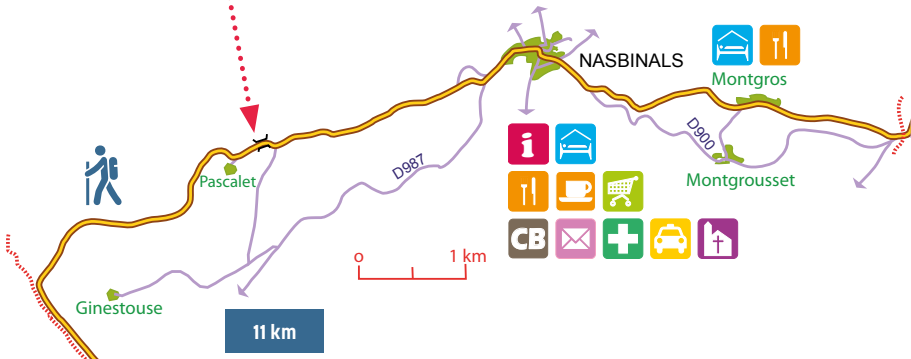 NASBINALS
Montgros
D900
D987
Montgrousset
Pascalet
i
CB
o 1 km
Ginestouse
11 km